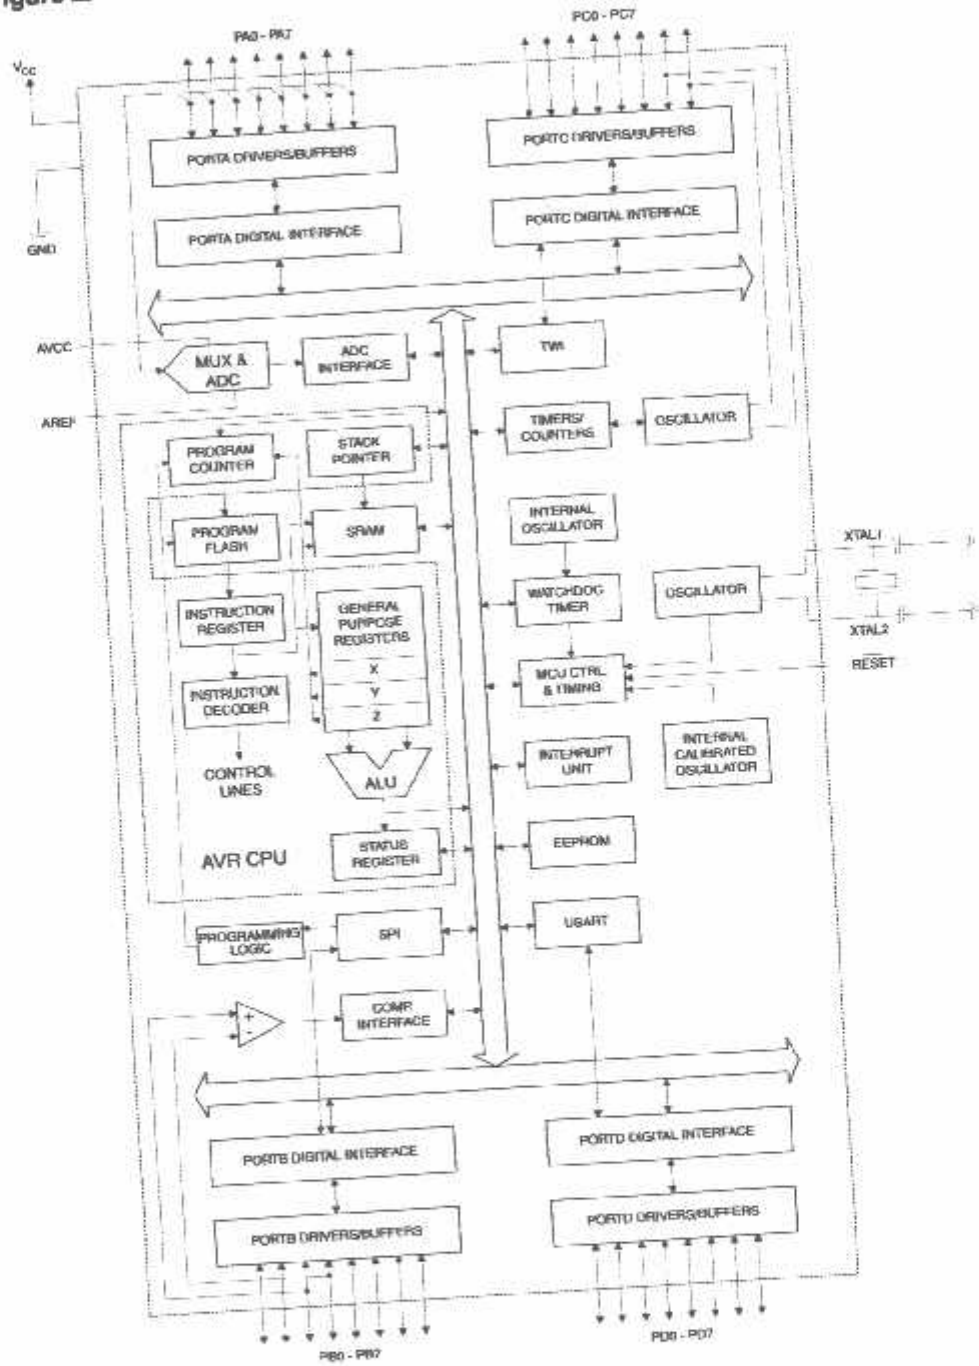 PA0 - PA7
PC0 - PC7
VCC
PORTA DRIVERS/BUFFERS
PORTC DRIVERS/BUFFERS
PORTA DIGITAL INTERFACE
PORTC DIGITAL INTERFACE
GND
AVCC
MUX &
ADC
ADC
INTERFACE
TWI
AREF
PROGRAM
COUNTER
STACK
POINTER
TIMERS/
COUNTERS
OSCILLATOR
PROGRAM
FLASH
SRAM
INTERNAL
OSCILLATOR
XTAL1
INSTRUCTION
REGISTER
GENERAL
PURPOSE
REGISTERS
WATCHDOG
TIMER
OSCILLATOR
XTAL2
X
Y
Z
INSTRUCTION
DECODER
MCU CTRL
& TIMING
RESET
CONTROL
LINES
ALU
INTERRUPT
UNIT
INTERNAL
CALIBRATED
OSCILLATOR
AVR CPU
STATUS
REGISTER
EEPROM
PROGRAMMING
LOGIC
SPI
USART
+
-
COMP.
INTERFACE
PORTB DIGITAL INTERFACE
PORTD DIGITAL INTERFACE
PORTB DRIVERS/BUFFERS
PORTD DRIVERS/BUFFERS
PB0 - PB7
PD0 - PD7